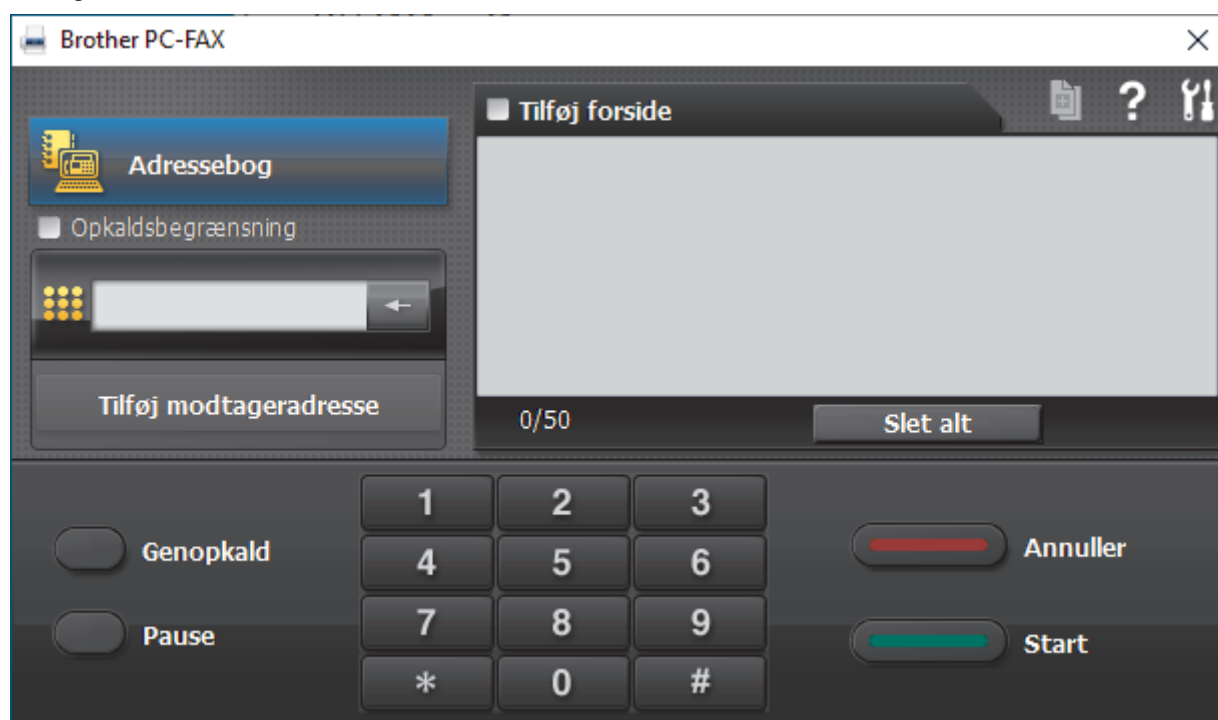 Brother PC-FAX
Tilføj forside
?
Adressebog
Opkaldsbegrænsning
Tilføj modtageradresse
0/50
Slet alt
1 2 3
4 5 6
7 8 9
* 0 #
Genopkald
Pause
Annuller
Start